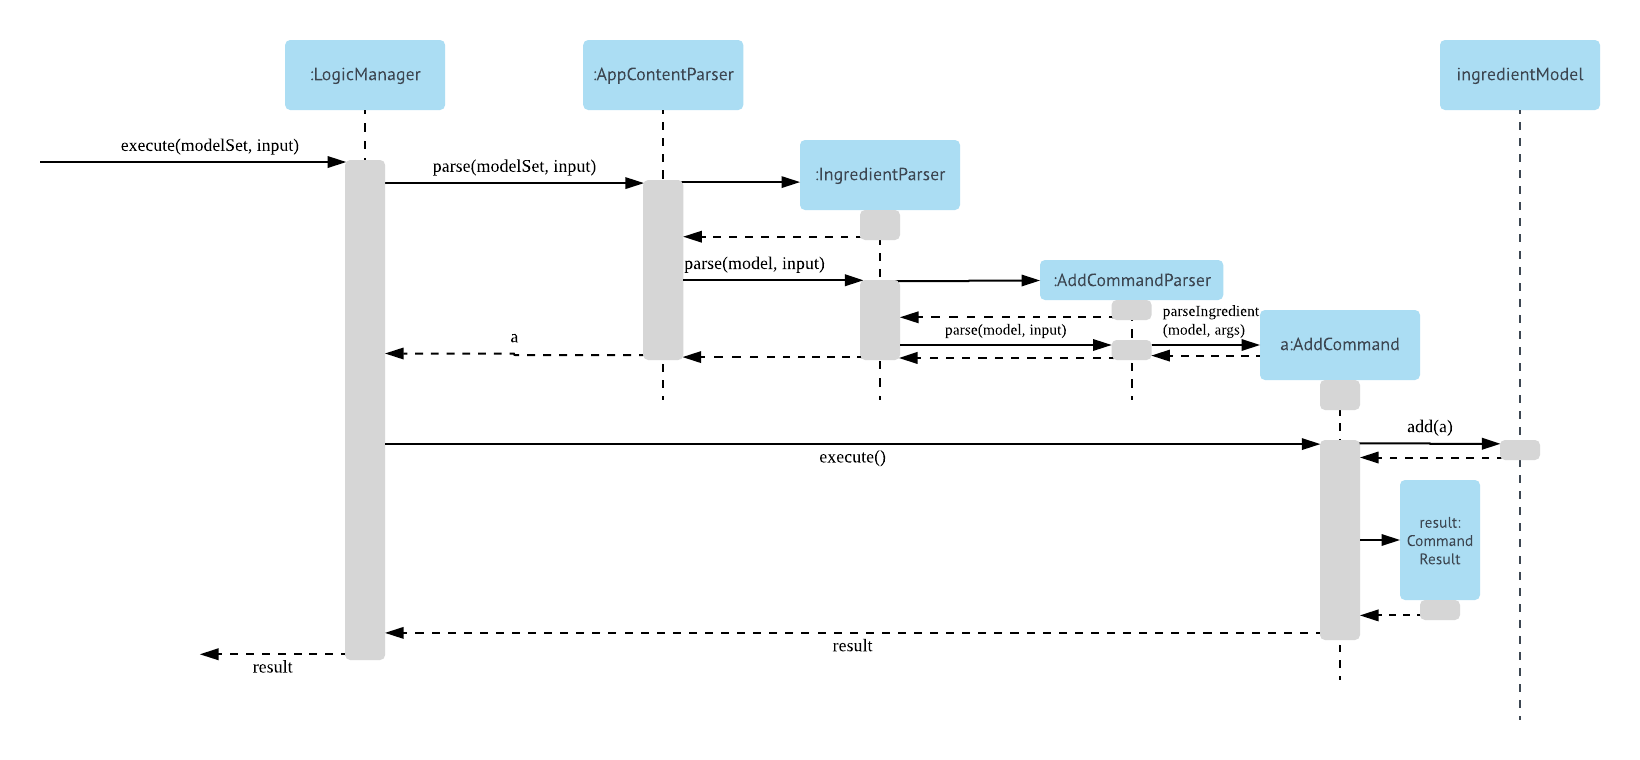 :LogicManager
:AppContentParser
ingredientModel
execute(modelSet, input)
parse(modelSet, input)
:IngredientParser
parse(model, input)
:AddCommandParser
parseIngredient
(model, args)
parse(model, input)
a
a:AddCommand
add(a)
execute()
result:
Command
Result
result
result